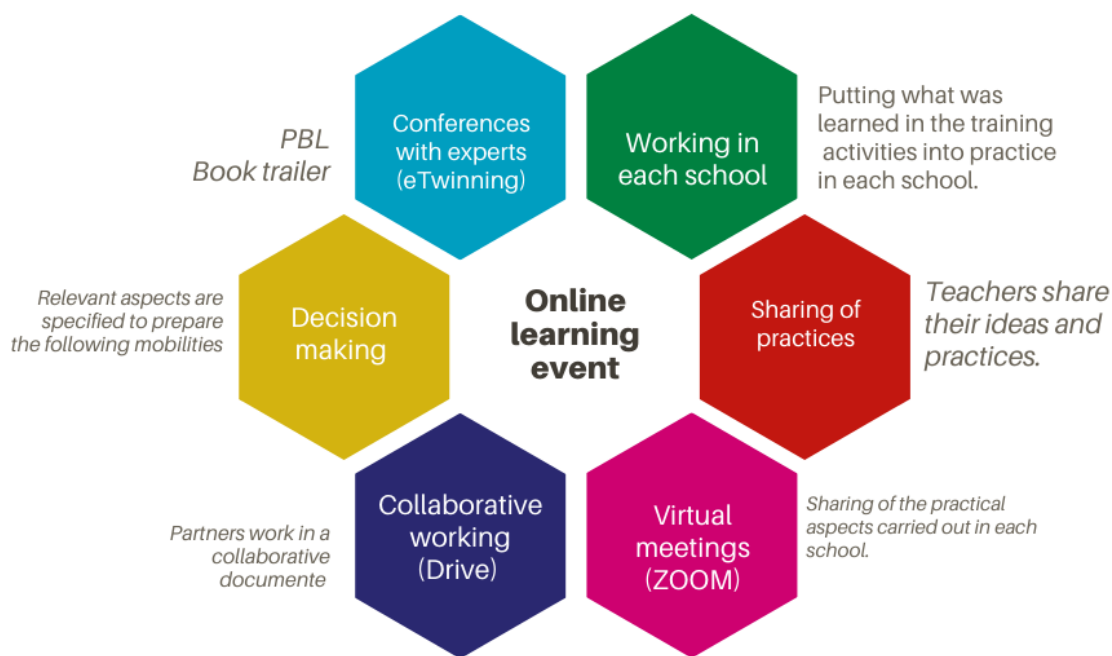 PBL
Book trailer
Conferences
with experts
(eTwinning)
Working in
each school
Putting what was
learned in the training
activities into practice
in each school.
Relevant aspects are
specified to prepare
the following mobilities
Decision
making
Online
learning
event
Sharing of
practices
Teachers share
their ideas and
practices.
Partners work in a
collaborative
documente
Collaborative
working
(Drive)
Virtual
meetings
(ZOOM)
Sharing of the practical
aspects carried out in each
school.